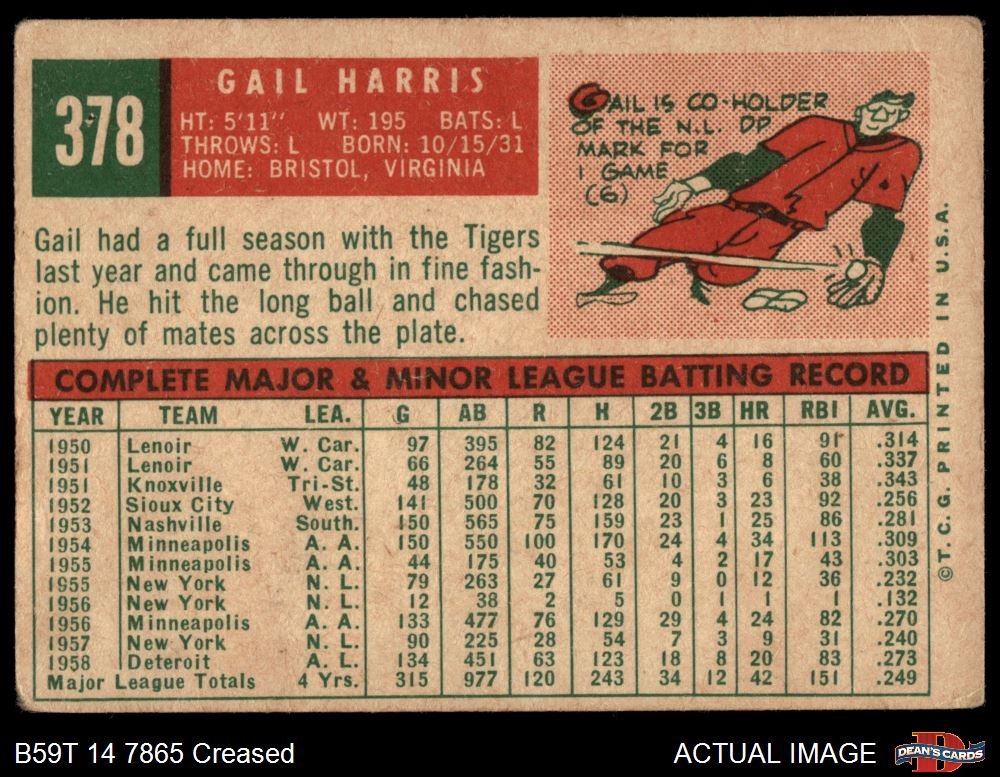 378
GAIL HARRIS
HT: 5'11" WT: 195 BATS: L
THROWS: L BORN: 10/15/31
HOME: BRISTOL, VIRGINIA
GAIL IS CO-HOLDER
OF THE N.L. DP
MARK FOR
1 GAME
(6)
Gail had a full season with the Tigers
last year and came through in fine fash-
ion. He hit the long ball and chased
plenty of mates across the plate.
COMPLETE MAJOR & MINOR LEAGUE BATTING RECORD
YEAR TEAM LEA. G AB R H 2B 3B HR RBI AVG.
1950 Lenoir W. Car. 97 395 82 124 21 4 16 91 .314
1951 Lenoir W. Car. 66 264 55 89 20 6 8 60 .337
1951 Knoxville Tri-St. 48 178 32 61 10 3 6 38 .343
1952 Sioux City West. 141 500 70 128 20 3 23 92 .256
1953 Nashville South. 150 565 75 159 23 1 25 86 .281
1954 Minneapolis A. A. 150 550 100 170 24 4 34 113 .309
1955 Minneapolis A. A. 44 175 40 53 4 2 17 43 .303
1955 New York N. L. 79 263 27 61 9 0 12 36 .232
1956 New York N. L. 12 38 2 5 0 1 1 1 .132
1956 Minneapolis A. A. 133 477 76 129 29 4 24 82 .270
1957 New York N. L. 90 225 28 54 7 3 9 31 .240
1958 Deteroit A. L. 134 451 63 123 18 8 20 83 .273
Major League Totals 4 Yrs. 315 977 120 243 34 12 42 151 .249
© T. C. G. PRINTED IN U.S.A.
B59T 14 7865 Creased
ACTUAL IMAGE
D
DEAN'S CARDS